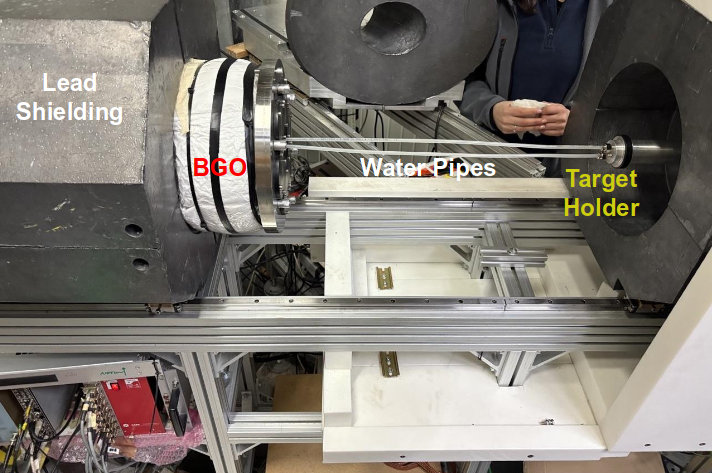 Lead
Shielding
BGO
Water Pipes
Target
Holder